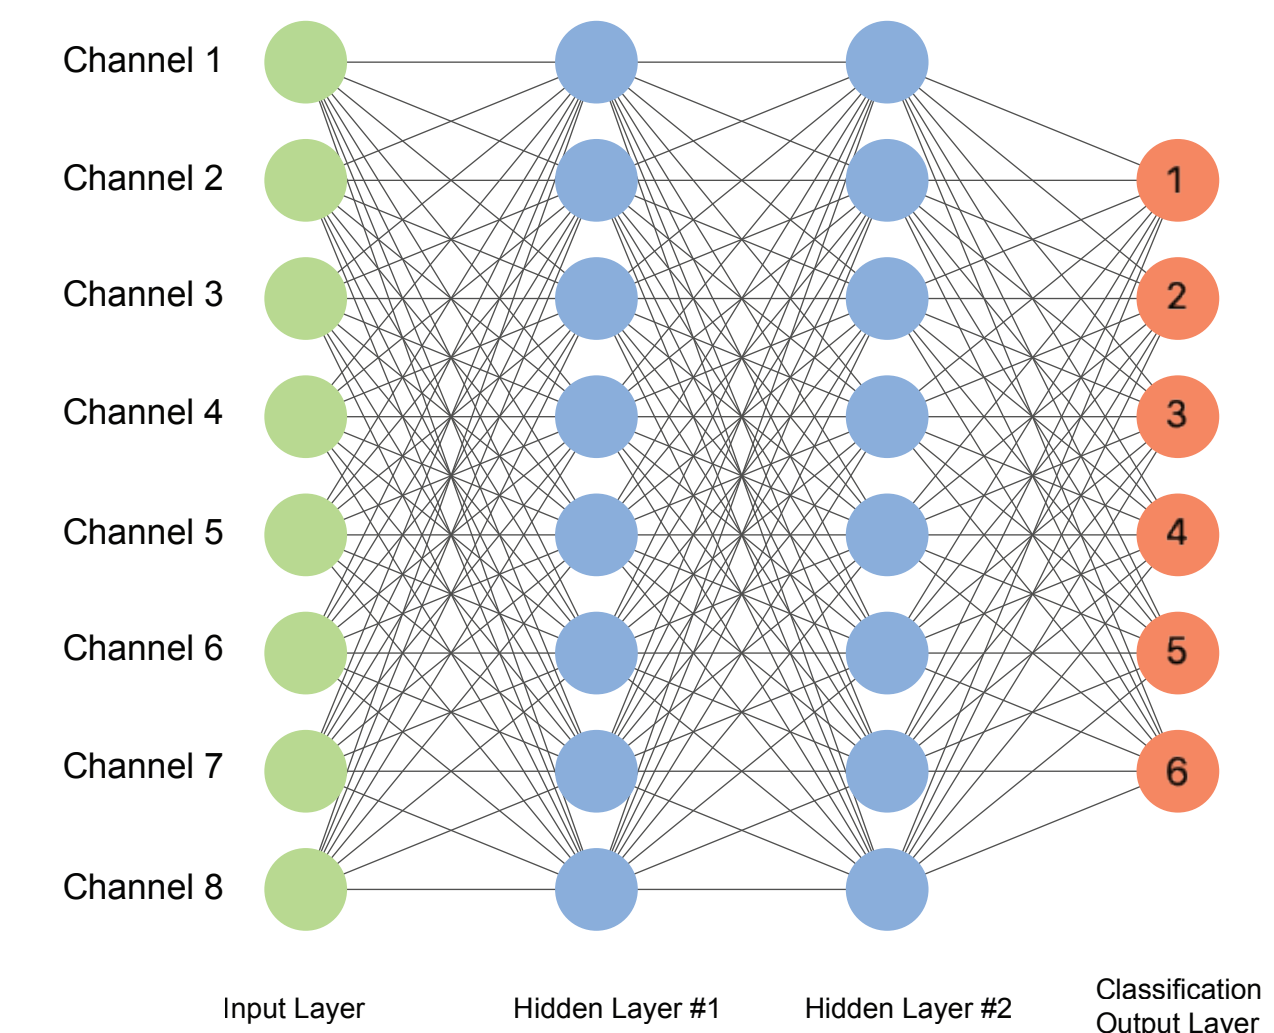 Channel 1
Channel 2
Channel 3
Channel 4
Channel 5
Channel 6
Channel 7
Channel 8
1
2
3
4
5
6
Input Layer
Hidden Layer #1
Hidden Layer #2
Classification
Output Layer